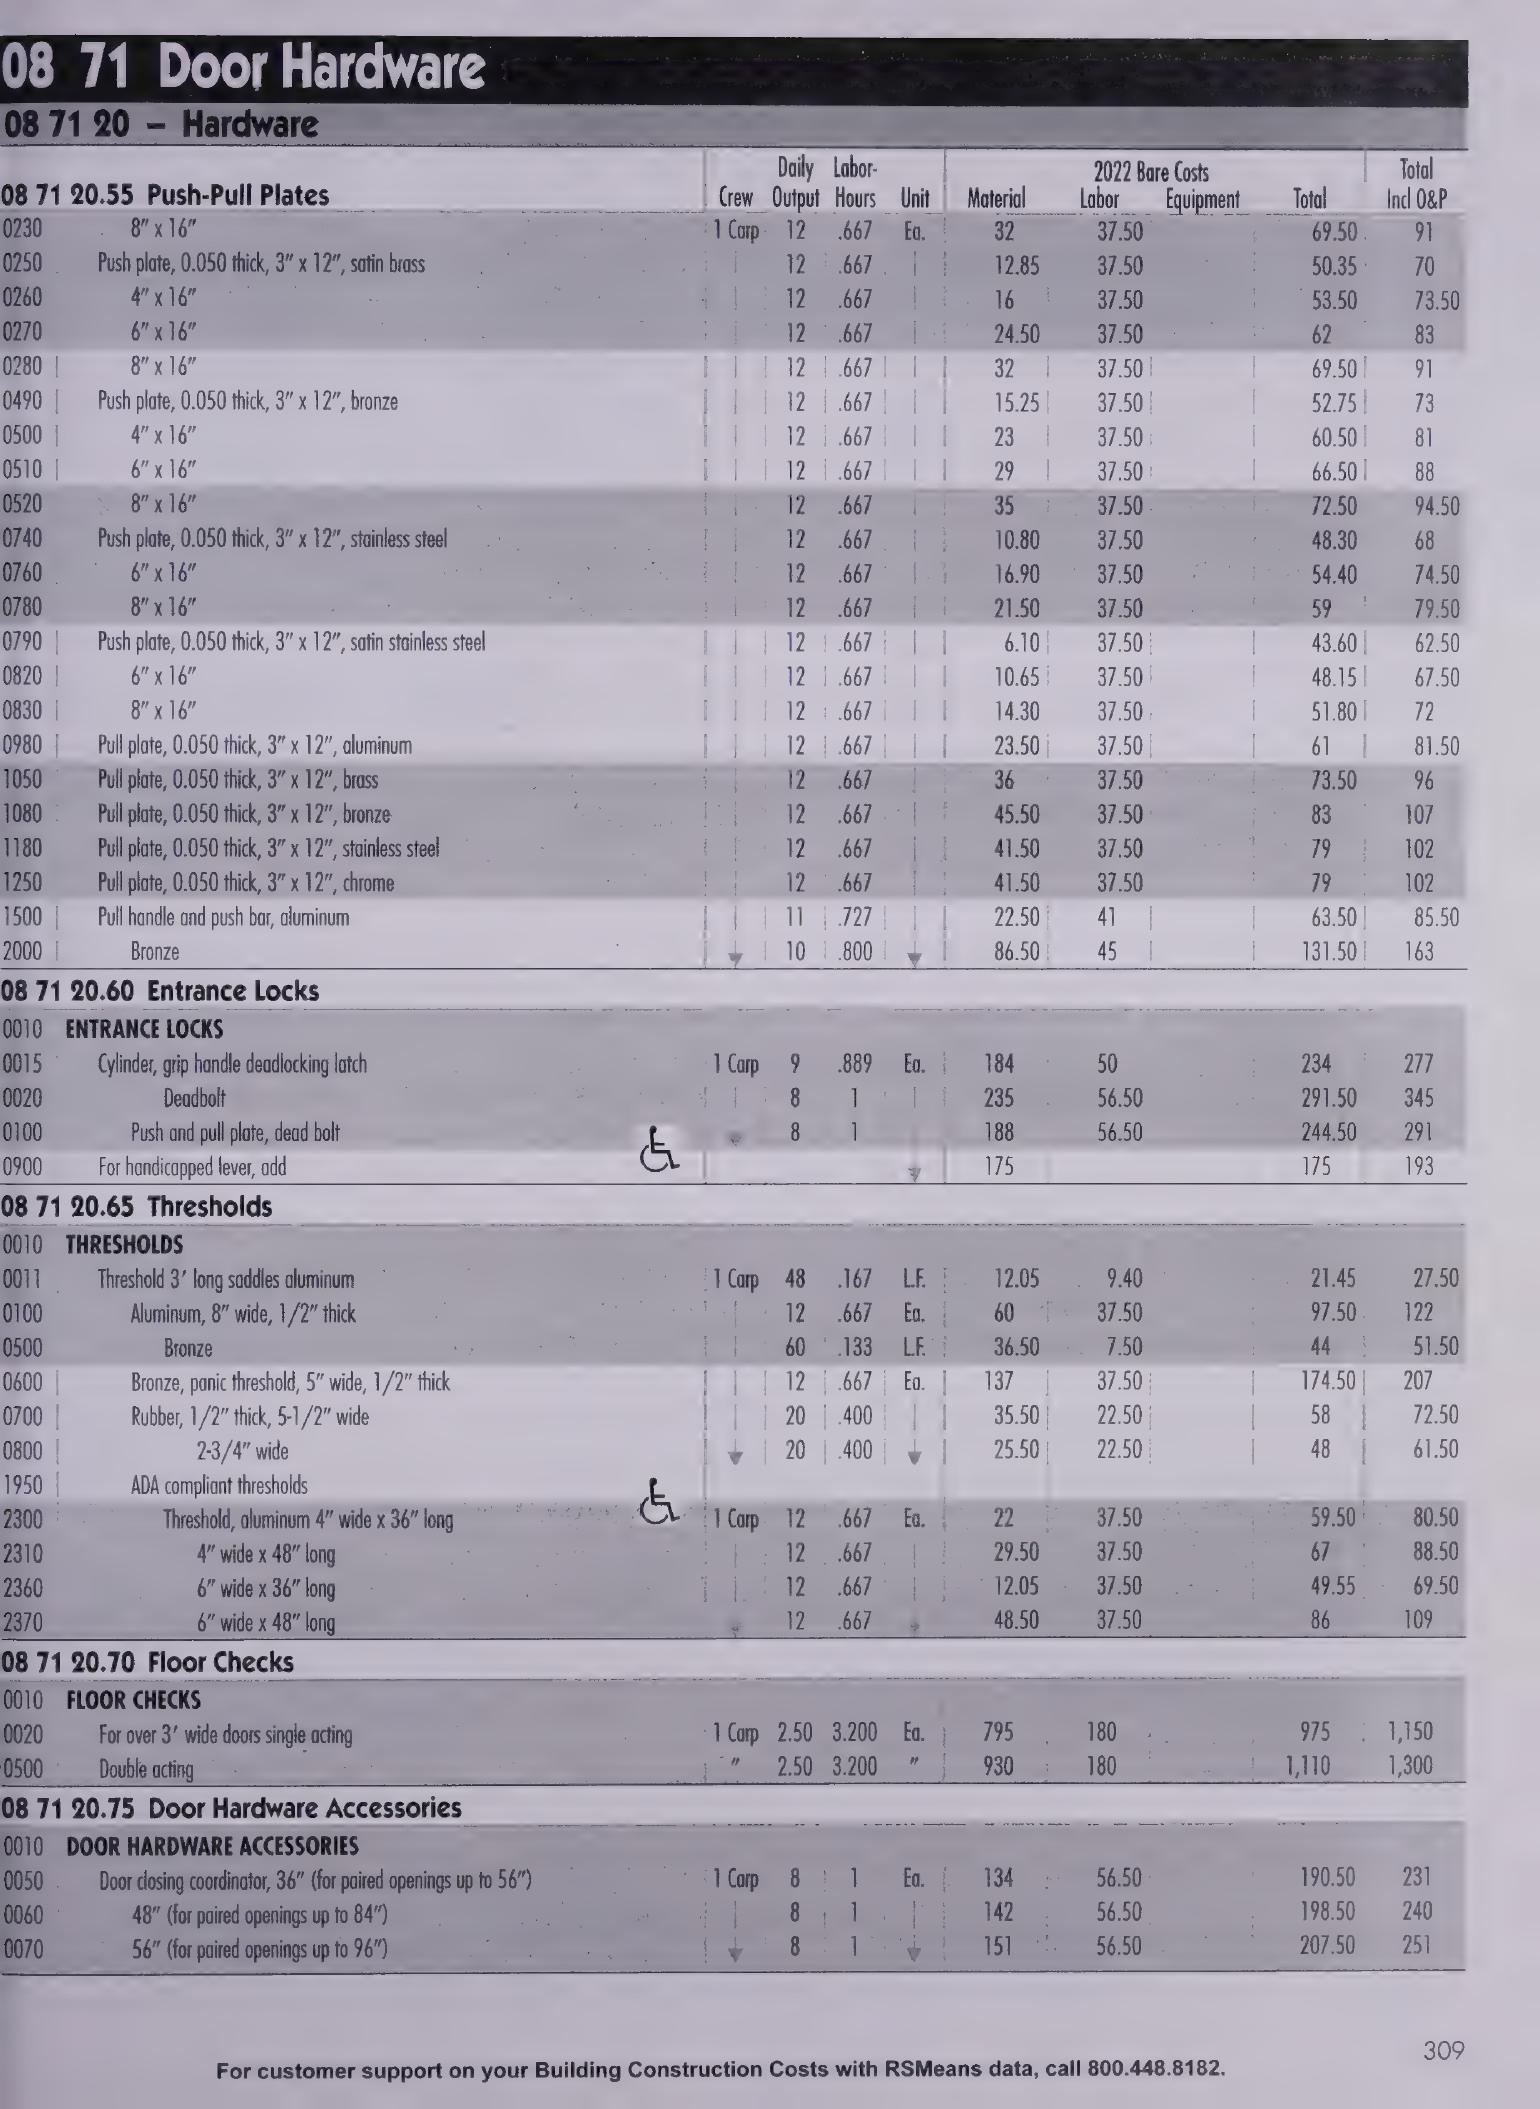 08 71 Door Hardware
08 71 20 – Hardware
08 71 20.55 Push-Pull Plates Crew Daily Output Labor-Hours Unit Material 2022 Bare Costs Labor Equipment Total Total Incl O&P
0230 8" x 16" 1 Carp 12 .667 Ea. 32 37.50 69.50 91
0250 Push plate, 0.050 thick, 3" x 12", satin brass 12 .667 12.85 37.50 50.35 70
0260 4" x 16" 12 .667 16 37.50 53.50 73.50
0270 6" x 16" 12 .667 24.50 37.50 62 83
0280 8" x 16" 12 .667 32 37.50 69.50 91
0490 Push plate, 0.050 thick, 3" x 12", bronze 12 .667 15.25 37.50 52.75 73
0500 4" x 16" 12 .667 23 37.50 60.50 81
0510 6" x 16" 12 .667 29 37.50 66.50 88
0520 8" x 16" 12 .667 35 37.50 72.50 94.50
0740 Push plate, 0.050 thick, 3" x 12", stainless steel 12 .667 10.80 37.50 48.30 68
0760 6" x 16" 12 .667 16.90 37.50 54.40 74.50
0780 8" x 16" 12 .667 21.50 37.50 59 79.50
0790 Push plate, 0.050 thick, 3" x 12", satin stainless steel 12 .667 6.10 37.50 43.60 62.50
0820 6" x 16" 12 .667 10.65 37.50 48.15 67.50
0830 8" x 16" 12 .667 14.30 37.50 51.80 72
0980 Pull plate, 0.050 thick, 3" x 12", aluminum 12 .667 23.50 37.50 61 81.50
1050 Pull plate, 0.050 thick, 3" x 12", brass 12 .667 36 37.50 73.50 96
1080 Pull plate, 0.050 thick, 3" x 12", bronze 12 .667 45.50 37.50 83 107
1180 Pull plate, 0.050 thick, 3" x 12", stainless steel 12 .667 41.50 37.50 79 102
1250 Pull plate, 0.050 thick, 3" x 12", chrome 12 .667 41.50 37.50 79 102
1500 Pull handle and push bar, aluminum 11 .727 22.50 41 63.50 85.50
2000 Bronze 10 .800 86.50 45 131.50 163
08 71 20.60 Entrance Locks
0010 ENTRANCE LOCKS
0015 Cylinder, grip handle deadlocking latch 1 Carp 9 .889 Ea. 184 50 234 277
0020 Deadbolt 8 1 235 56.50 291.50 345
0100 Push and pull plate, dead bolt 8 1 188 56.50 244.50 291
0900 For handicapped lever, add 175 175 193
08 71 20.65 Thresholds
0010 THRESHOLDS
0011 Threshold 3' long saddles aluminum 1 Carp 48 .167 L.F. 12.05 9.40 21.45 27.50
0100 Aluminum, 8" wide, 1/2" thick 12 .667 Ea. 60 37.50 97.50 122
0500 Bronze 60 .133 L.F. 36.50 7.50 44 51.50
0600 Bronze, panic threshold, 5" wide, 1/2" thick 12 .667 Ea. 137 37.50 174.50 207
0700 Rubber, 1/2" thick, 5-1/2" wide 20 .400 35.50 22.50 58 72.50
0800 2-3/4" wide 20 .400 25.50 22.50 48 61.50
1950 ADA compliant thresholds
2300 Threshold, aluminum 4" wide x 36" long 1 Carp 12 .667 Ea. 22 37.50 59.50 80.50
2310 4" wide x 48" long 12 .667 29.50 37.50 67 88.50
2360 6" wide x 36" long 12 .667 12.05 37.50 49.55 69.50
2370 6" wide x 48" long 12 .667 48.50 37.50 86 109
08 71 20.70 Floor Checks
0010 FLOOR CHECKS
0020 For over 3' wide doors single acting 1 Carp 2.50 3.200 Ea. 795 180 975 1,150
0500 Double acting " 2.50 3.200 " 930 180 1,110 1,300
08 71 20.75 Door Hardware Accessories
0010 DOOR HARDWARE ACCESSORIES
0050 Door closing coordinator, 36" (for paired openings up to 56") 1 Carp 8 1 Ea. 134 56.50 190.50 231
0060 48" (for paired openings up to 84") 8 1 142 56.50 198.50 240
0070 56" (for paired openings up to 96") 8 1 151 56.50 207.50 251
309
For customer support on your Building Construction Costs with RSMeans data, call 800.448.8182.